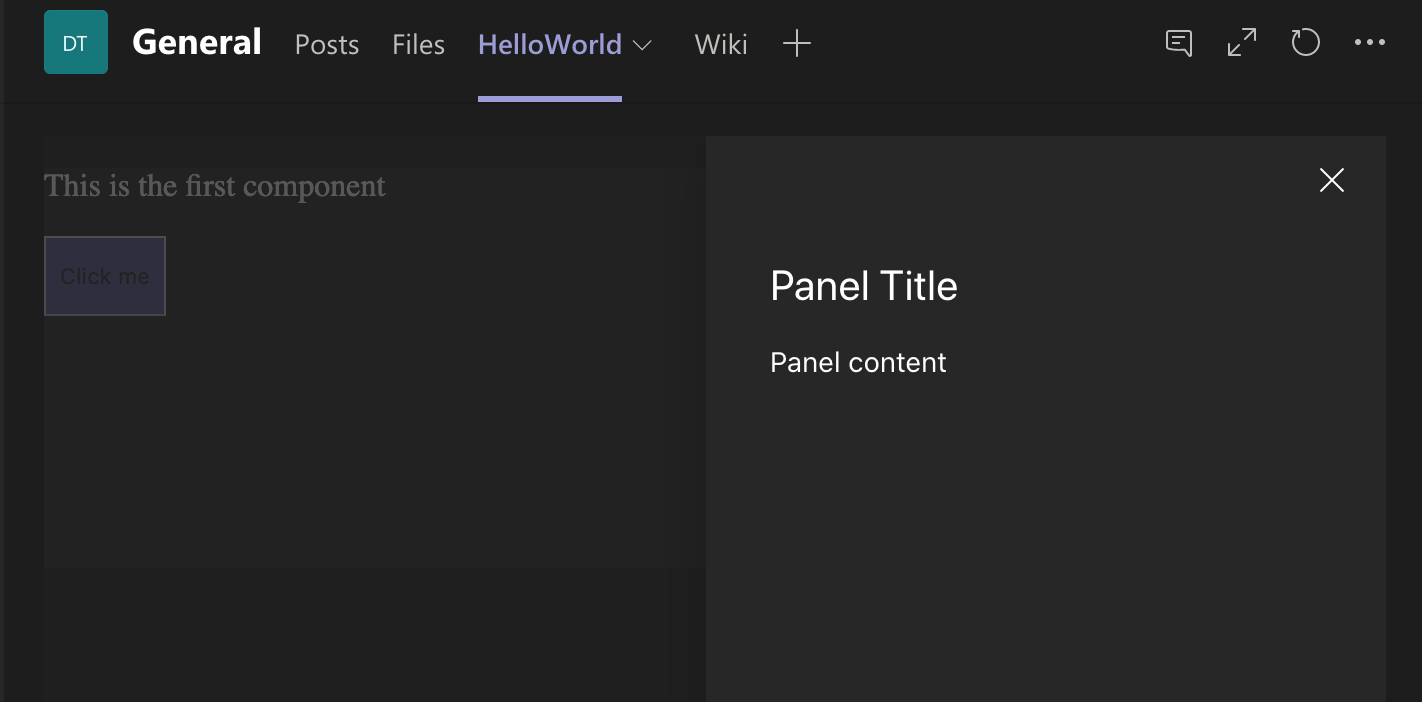 DT General Posts Files HelloWorld Wiki
This is the first component
Click me
Panel Title
Panel content